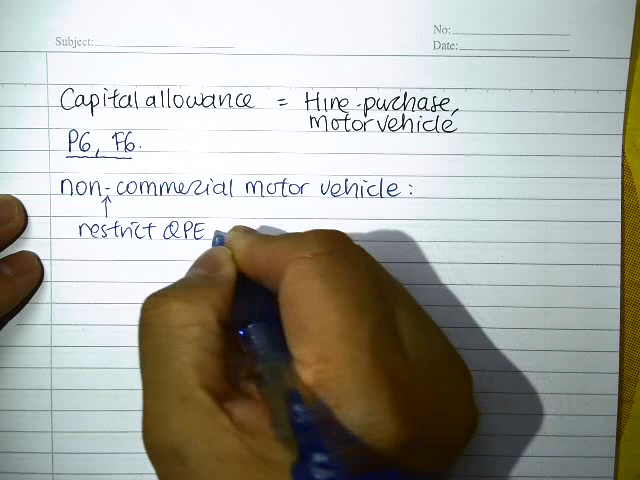 Subject:
No:
Date:
Capital allowance = Hire-purchase,
motor vehicle
P6, F6.
non-commercial motor vehicle:
restrict QPE